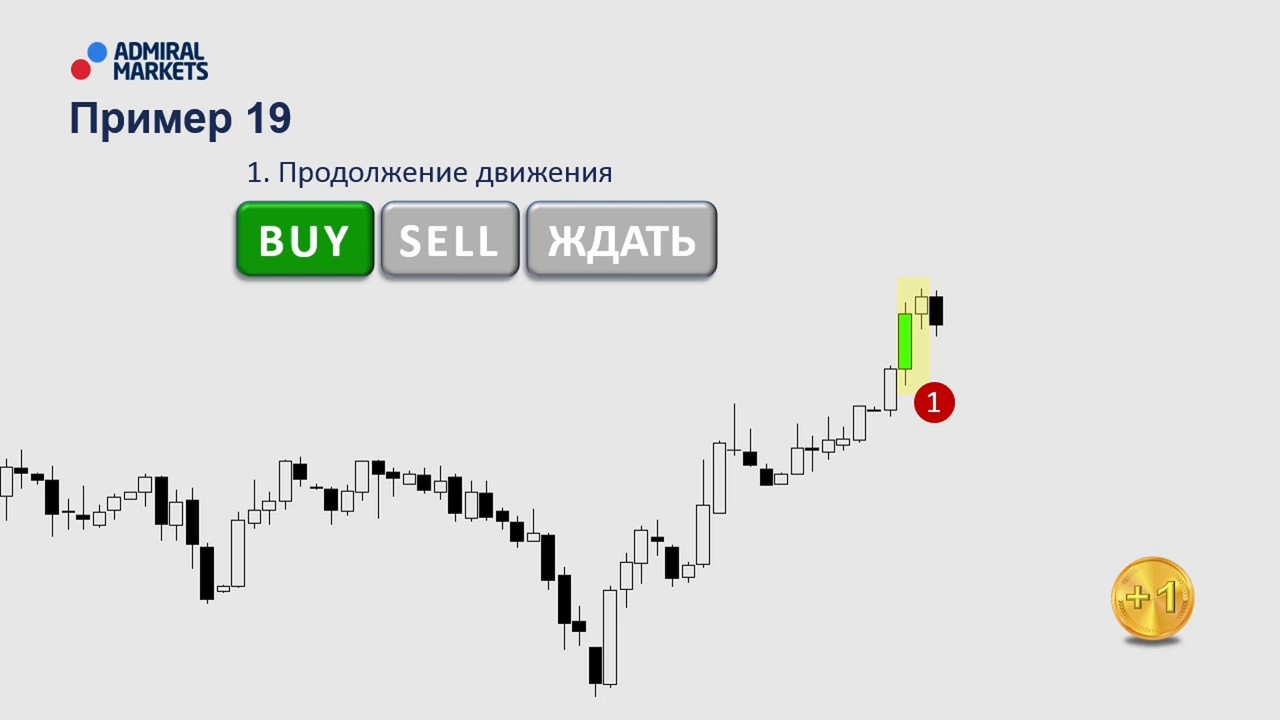 ADMIRAL
MARKETS
Пример 19
1. Продолжение движения
BUY SELL ЖДАТЬ
1
+1